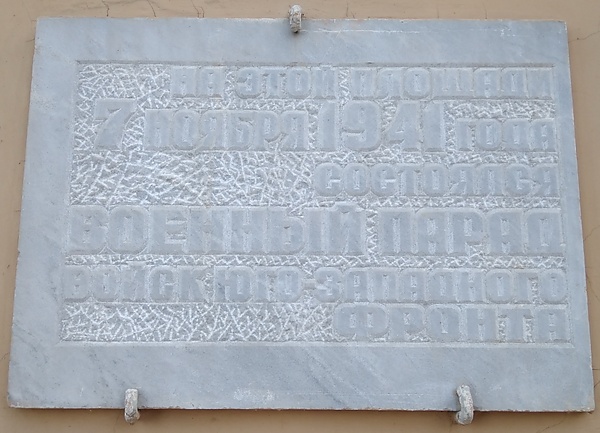 НА ЭТОЙ ПЛОЩАДИ
7 НОЯБРЯ 1941 ГОДА
СОСТОЯЛСЯ
ВОЕННЫЙ ПАРАД
ВОЙСК ЮГО-ЗАПАДНОГО
ФРОНТА